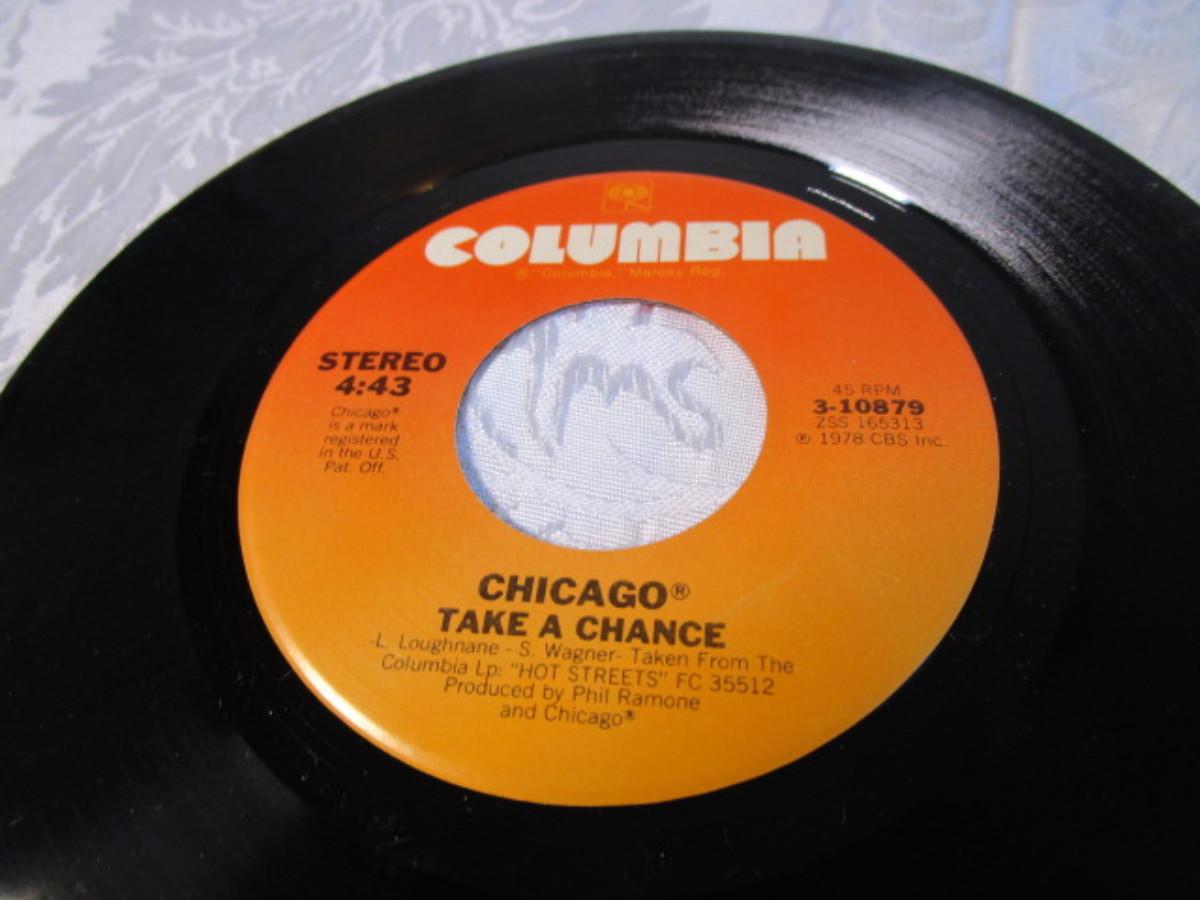 COLUMBIA
® "Columbia," Marcas Reg.
STEREO
4:43
Chicago®
is a mark
registered
in the U.S.
Pat. Off.
45 RPM
3-10879
ZSS 165313
℗ 1978 CBS Inc.
CHICAGO®
TAKE A CHANCE
-L. Loughnane - S. Wagner- Taken From The
Columbia Lp: "HOT STREETS" FC 35512
Produced by Phil Ramone
and Chicago®